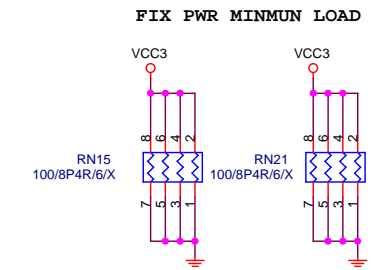 FIX PWR MINMUN LOAD
VCC3 VCC3
8 6 4 2 8 6 4 2
RN15 RN21
100/8P4R/6/X 100/8P4R/6/X
7 5 3 1 7 5 3 1